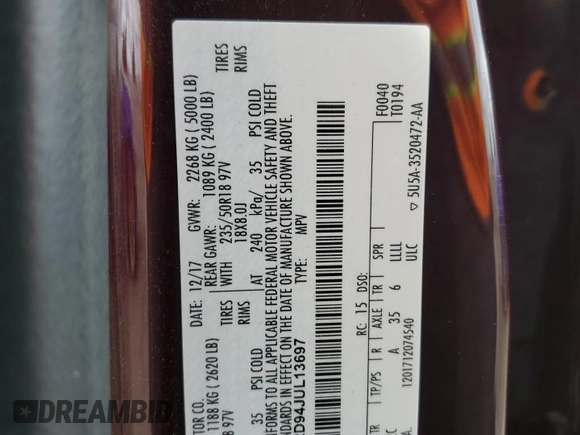 TOR CO.
DATE: 12/17 GVWR: 2268 KG ( 5000 LB)
1188 KG ( 2620 LB) REAR GAWR: 1089 KG ( 2400 LB)
18 97V WITH 235/50R18 97V TIRES
18X8.0J RIMS
35 PSI COLD AT 240 kPa/ 35 PSI COLD
TO ALL APPLICABLE FEDERAL MOTOR VEHICLE SAFETY AND THEFT
IN EFFECT ON THE DATE OF MANUFACTURE SHOWN ABOVE.
D94JUL13697 TYPE: MPV
F0040
RC: 15 DSO: T0194
TR TP/PS R AXLE TR SPR
C A 35 6 LLLL
1201712074540 ULC
5U5A-3520472-AA
TIRES
RIMS
DREAMBID